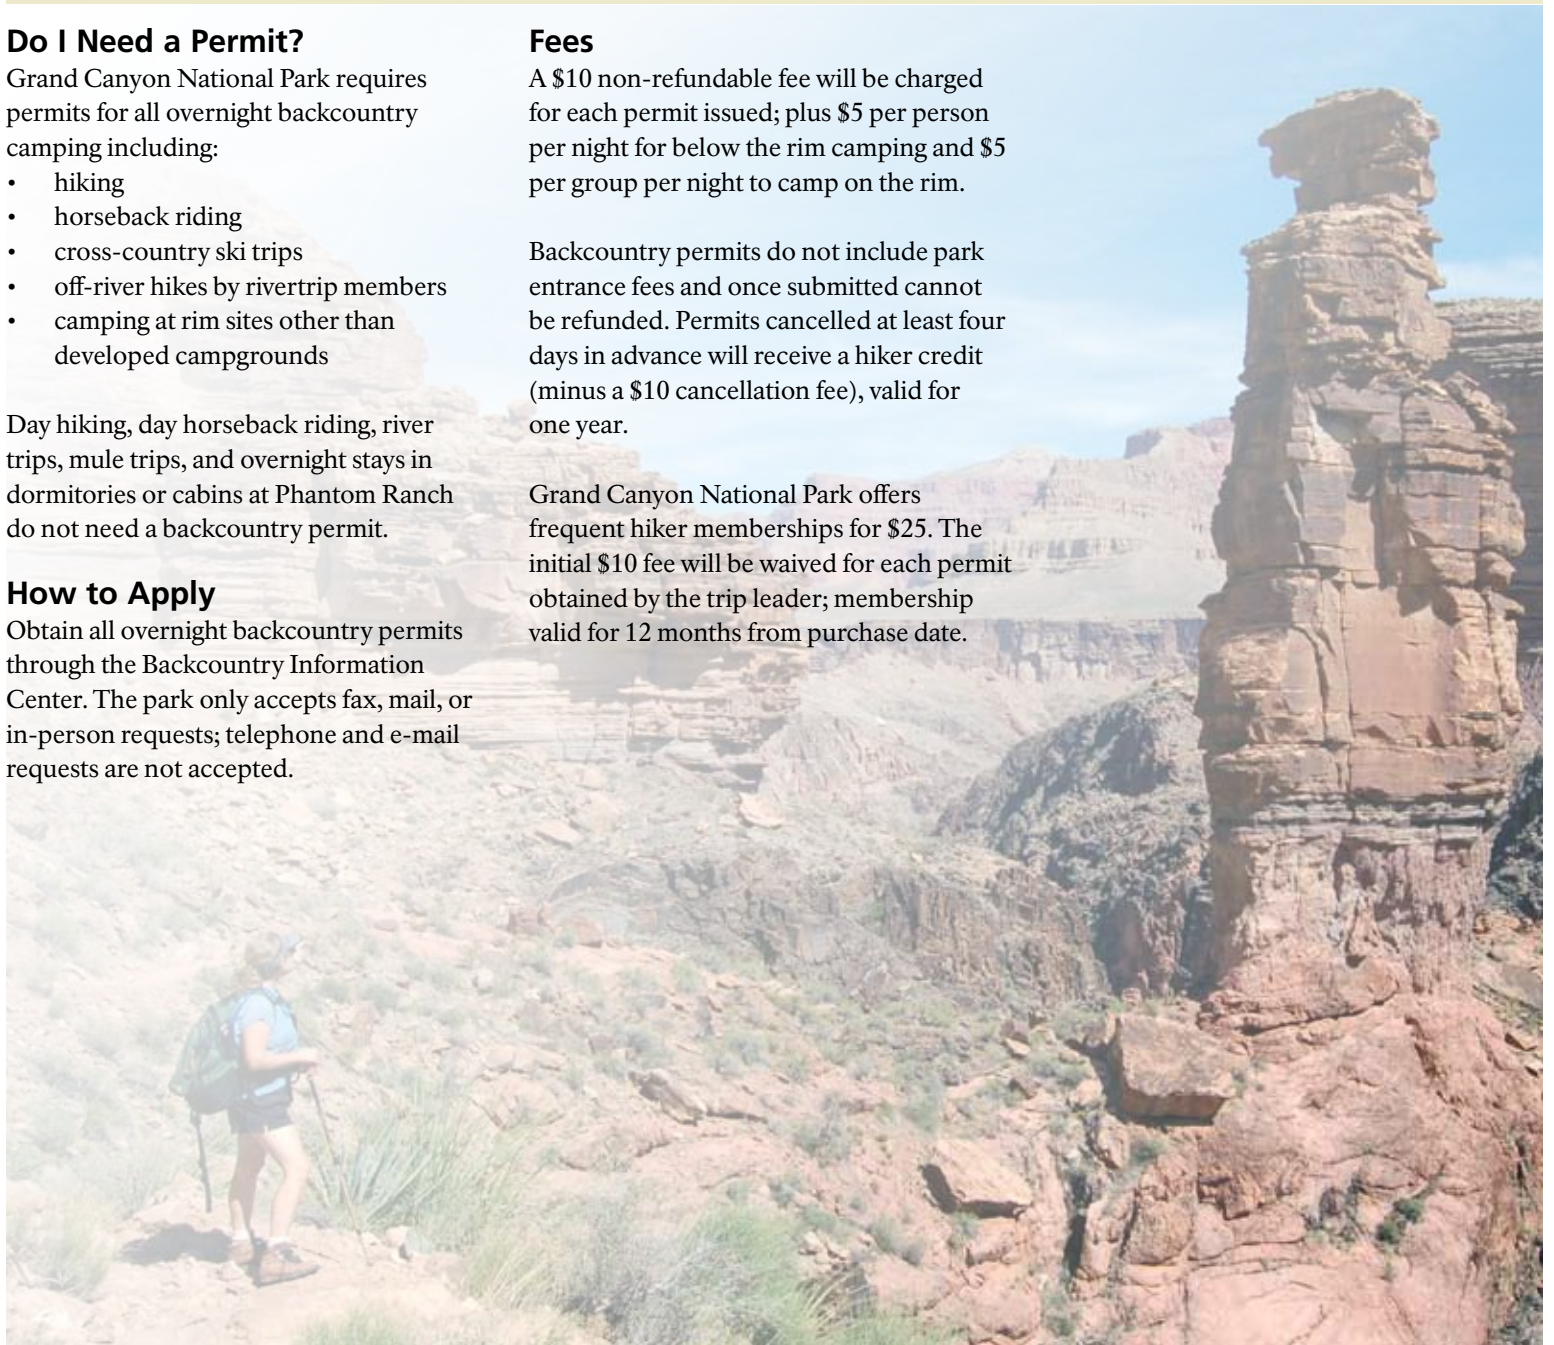 Do I Need a Permit?
Grand Canyon National Park requires
permits for all overnight backcountry
camping including:
• hiking
• horseback riding
• cross-country ski trips
• off-river hikes by rivertrip members
• camping at rim sites other than
developed campgrounds
Day hiking, day horseback riding, river
trips, mule trips, and overnight stays in
dormitories or cabins at Phantom Ranch
do not need a backcountry permit.
How to Apply
Obtain all overnight backcountry permits
through the Backcountry Information
Center. The park only accepts fax, mail, or
in-person requests; telephone and e-mail
requests are not accepted.
Fees
A $10 non-refundable fee will be charged
for each permit issued; plus $5 per person
per night for below the rim camping and $5
per group per night to camp on the rim.
Backcountry permits do not include park
entrance fees and once submitted cannot
be refunded. Permits cancelled at least four
days in advance will receive a hiker credit
(minus a $10 cancellation fee), valid for
one year.
Grand Canyon National Park offers
frequent hiker memberships for $25. The
initial $10 fee will be waived for each permit
obtained by the trip leader; membership
valid for 12 months from purchase date.